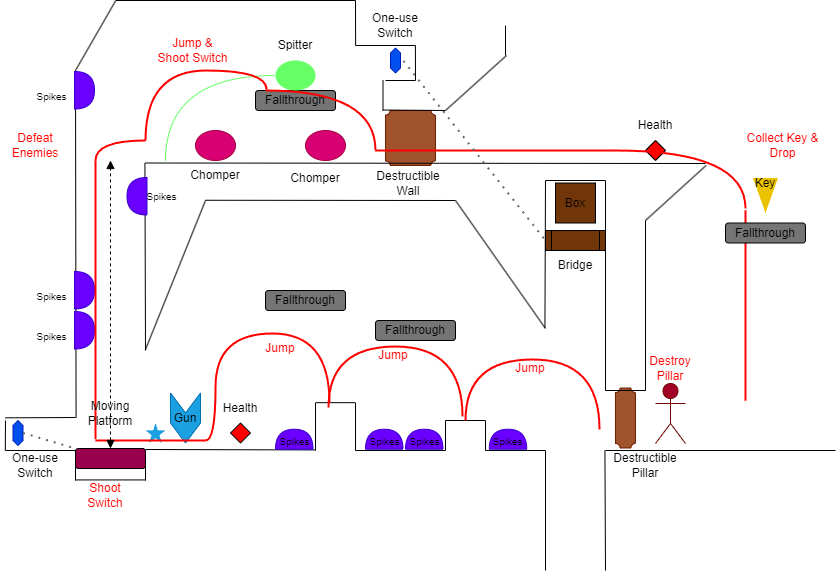 One-use
Switch
Jump &
Shoot Switch
Spitter
Spikes
Fallthrough
Defeat
Enemies
Health
Collect Key &
Drop
Chomper
Chomper
Destructible
Wall
Key
Spikes
Box
Fallthrough
Bridge
Spikes
Fallthrough
Spikes
Fallthrough
Jump
Jump
Jump
Destroy
Pillar
Moving
Platform
Gun
Health
Spikes
Spikes
Spikes
Spikes
One-use
Switch
Destructible
Pillar
Shoot
Switch